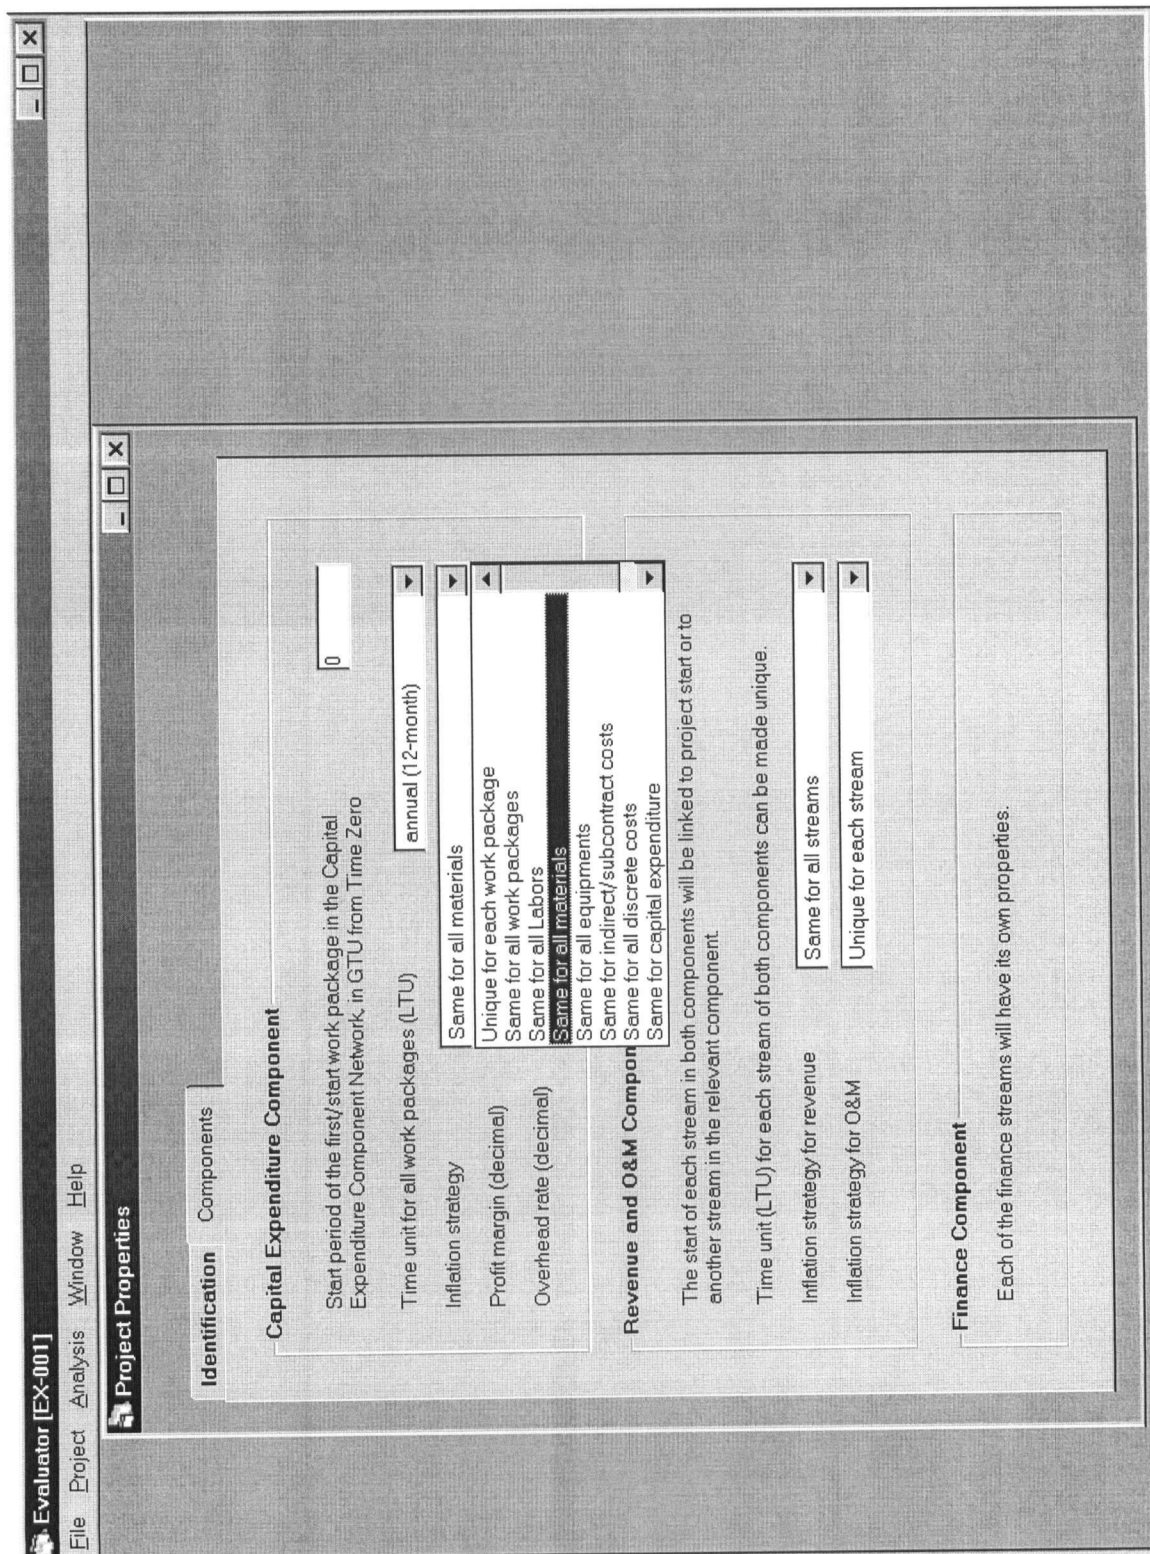 Evaluator [EX-001]
File Project Analysis Window Help
Project Properties
Identification Components
Capital Expenditure Component
Start period of the first/start work package in the Capital
Expenditure Component Network, in GTU from Time Zero
0
Time unit for all work packages (LTU)
annual (12-month)
Inflation strategy
Same for all materials
Unique for each work package
Same for all work packages
Same for all Labors
Same for all materials
Same for all equipments
Same for indirect/subcontract costs
Same for all discrete costs
Same for capital expenditure
Profit margin (decimal)
Overhead rate (decimal)
Revenue and O&M Compon
The start of each stream in both components will be linked to project start or to
another stream in the relevant component.
Time unit (LTU) for each stream of both components can be made unique.
Inflation strategy for revenue
Same for all streams
Inflation strategy for O&M
Unique for each stream
Finance Component
Each of the finance streams will have its own properties.